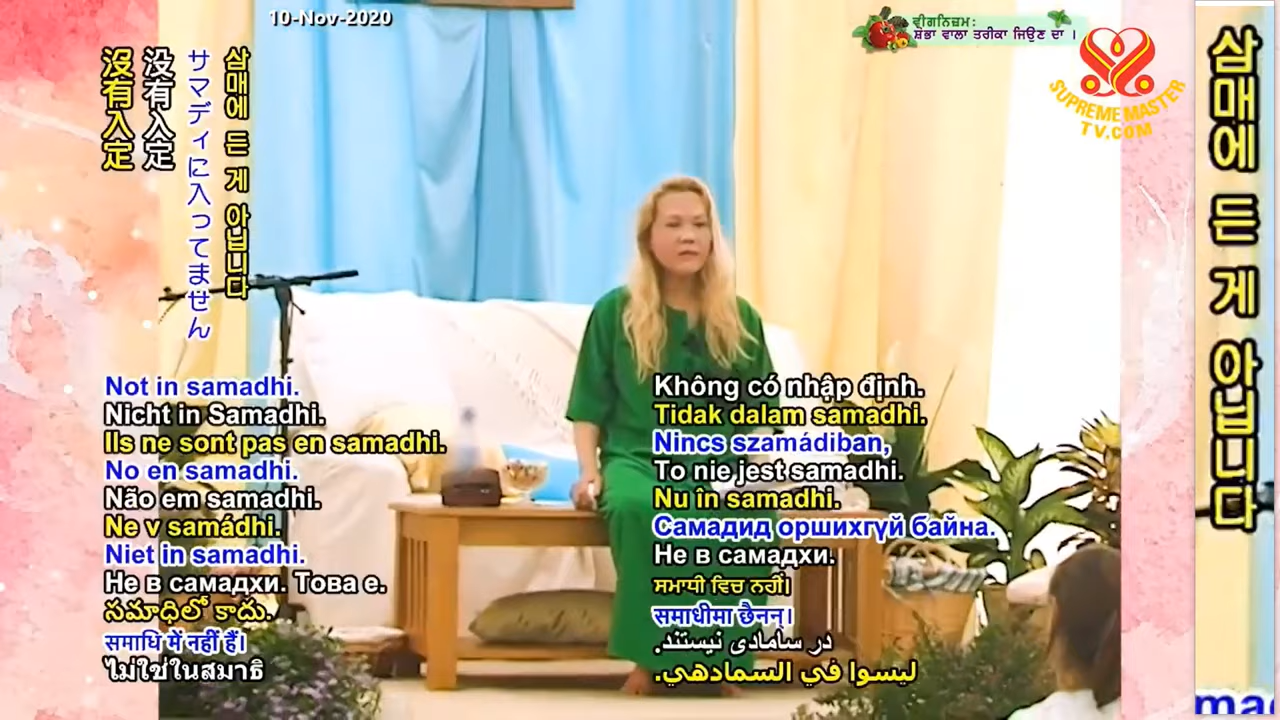 10-Nov-2020
ਵੀਗਨਿਜ਼ਮ:
ਸ਼ੋਭਾ ਵਾਲਾ ਤਰੀਕਾ ਜਿਉਣ ਦਾ ।
SUPREME MASTER
TV.COM
삼매에 든 게 아닙니다
サマディに入ってません
没有入定
沒有入定
Not in samadhi.
Nicht in Samadhi.
Ils ne sont pas en samadhi.
No en samadhi.
Não em samadhi.
Ne v samádhi.
Niet in samadhi.
Не в самадхи. Това е.
సమాధిలో కాదు.
समाधि में नहीं हैं।
ไม่ใช่ในสมาธิ
Không có nhập định.
Tidak dalam samadhi.
Nincs szamádiban,
To nie jest samadhi.
Nu în samadhi.
Самадид оршихгүй байна.
Не в самадхи.
ਸਮਾਧੀ ਵਿਚ ਨਹੀਂ।
समाधीमा छैनन्।
در سامادی نیستند.
ليسوا في السمادهي.
삼매에 든 게 아닙니다
mad